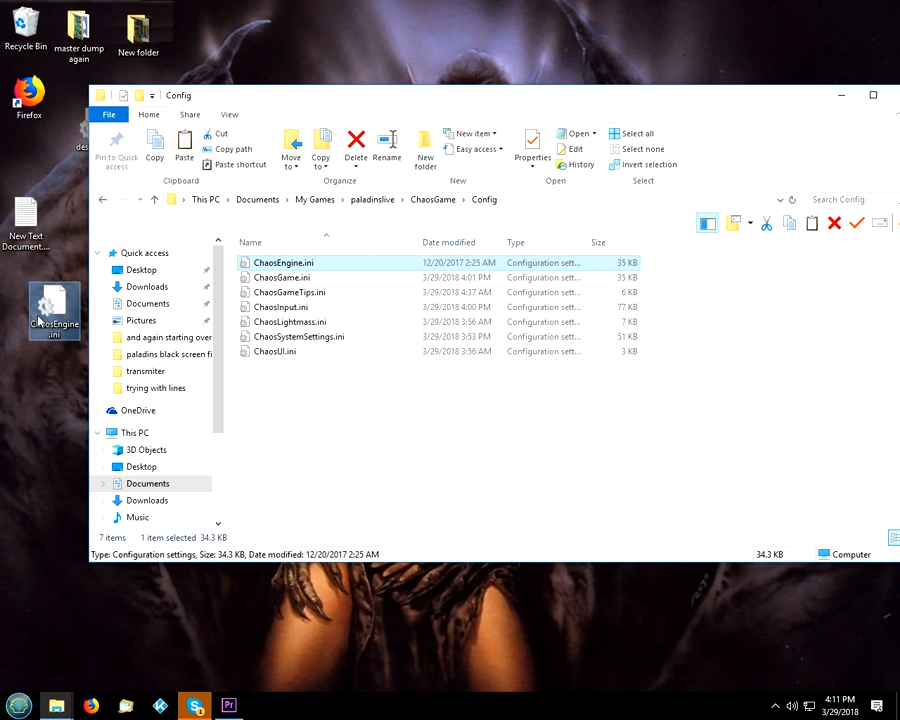 Recycle Bin
master dump
again
New folder
Firefox
New Text
Document....
ChaosEngine
.ini
Config
File
Home
Share
View
Pin to Quick
access
Copy
Paste
Cut
Copy path
Paste shortcut
Clipboard
Move
to
Copy
to
Delete
Rename
Organize
New
folder
New item
Easy access
New
Properties
Open
Edit
History
Open
Select all
Select none
Invert selection
Select
This PC > Documents > My Games > paladinslive > ChaosGame > Config
Search Config
Quick access
Desktop
Downloads
Documents
Pictures
and again starting over
paladins black screen fi
transmiter
trying with lines
OneDrive
This PC
3D Objects
Desktop
Documents
Downloads
Music
Name Date modified Type Size
ChaosEngine.ini 12/20/2017 2:25 AM Configuration sett... 35 KB
ChaosGame.ini 3/29/2018 4:01 PM Configuration sett... 35 KB
ChaosGameTips.ini 3/29/2018 4:37 AM Configuration sett... 6 KB
ChaosInput.ini 3/29/2018 4:00 PM Configuration sett... 77 KB
ChaosLightmass.ini 3/29/2018 3:56 AM Configuration sett... 7 KB
ChaosSystemSettings.ini 3/29/2018 3:53 PM Configuration sett... 51 KB
ChaosUI.ini 3/29/2018 3:56 AM Configuration sett... 3 KB
7 items 1 item selected 34.3 KB
Type: Configuration settings, Size: 34.3 KB, Date modified: 12/20/2017 2:25 AM
34.3 KB
Computer
Pr
4:11 PM
3/29/2018